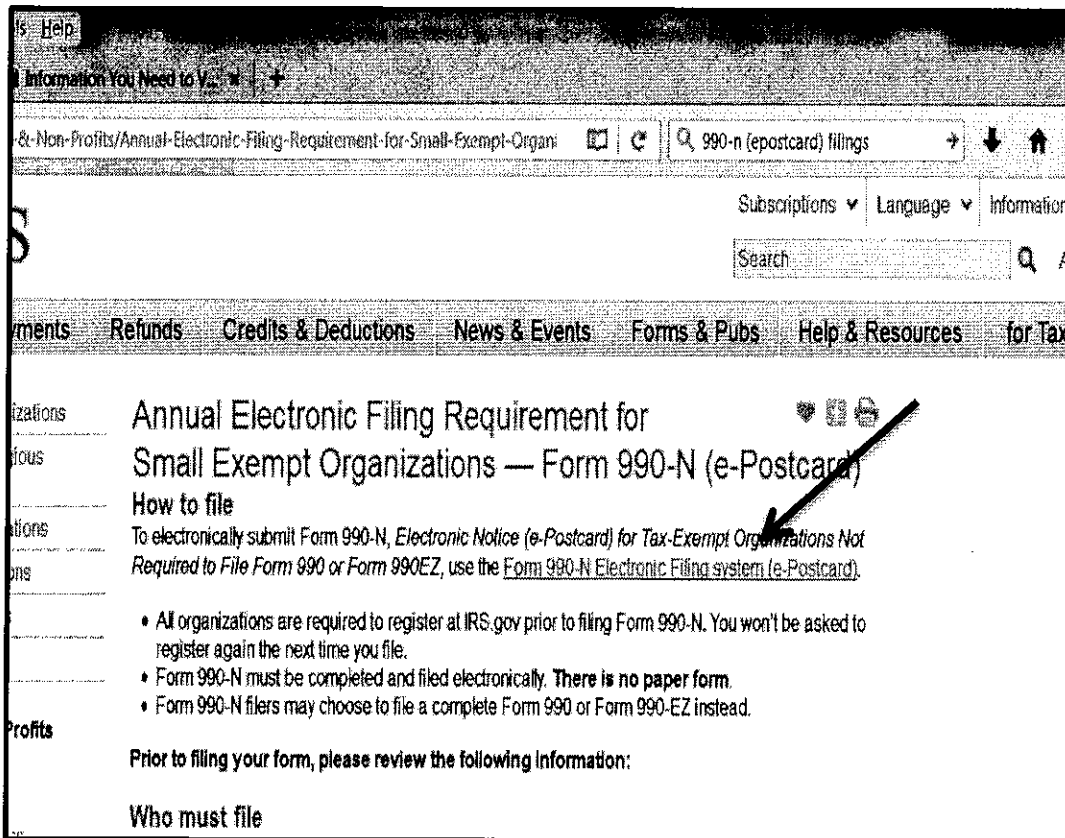 ls Help
Information You Need to V...
-&-Non-Profits/Annual-Electronic-Filing-Requirement-for-Small-Exempt-Organi
990-n (epostcard) filings
Subscriptions
Language
Information
S
Search
A
yments
Refunds
Credits & Deductions
News & Events
Forms & Pubs
Help & Resources
for Tax
izations
ious
ations
ons
Profits
Annual Electronic Filing Requirement for
Small Exempt Organizations — Form 990-N (e-Postcard)
How to file
To electronically submit Form 990-N, Electronic Notice (e-Postcard) for Tax-Exempt Organizations Not
Required to File Form 990 or Form 990EZ, use the Form 990-N Electronic Filing system (e-Postcard).
• All organizations are required to register at IRS.gov prior to filing Form 990-N. You won't be asked to
register again the next time you file.
• Form 990-N must be completed and filed electronically. There is no paper form.
• Form 990-N filers may choose to file a complete Form 990 or Form 990-EZ instead.
Prior to filing your form, please review the following information:
Who must file